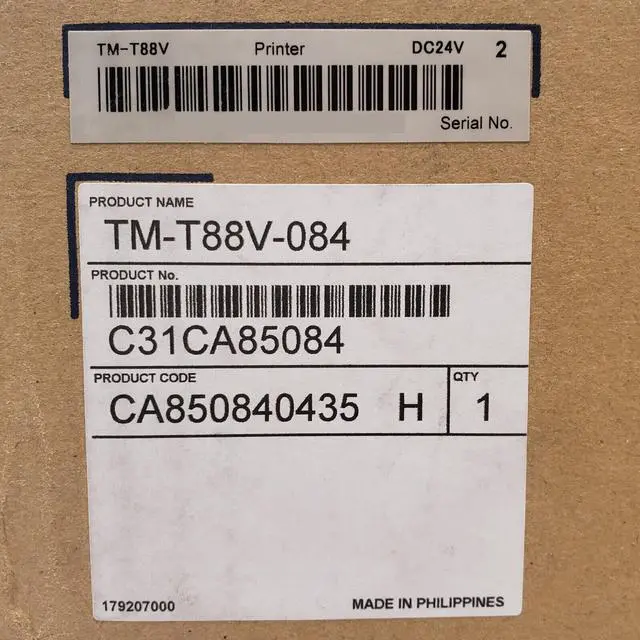 TM-T88V Printer DC24V 2
Serial No.
PRODUCT NAME
TM-T88V-084
PRODUCT No.
C31CA85084
PRODUCT CODE QTY
CA850840435 H 1
179207000 MADE IN PHILIPPINES